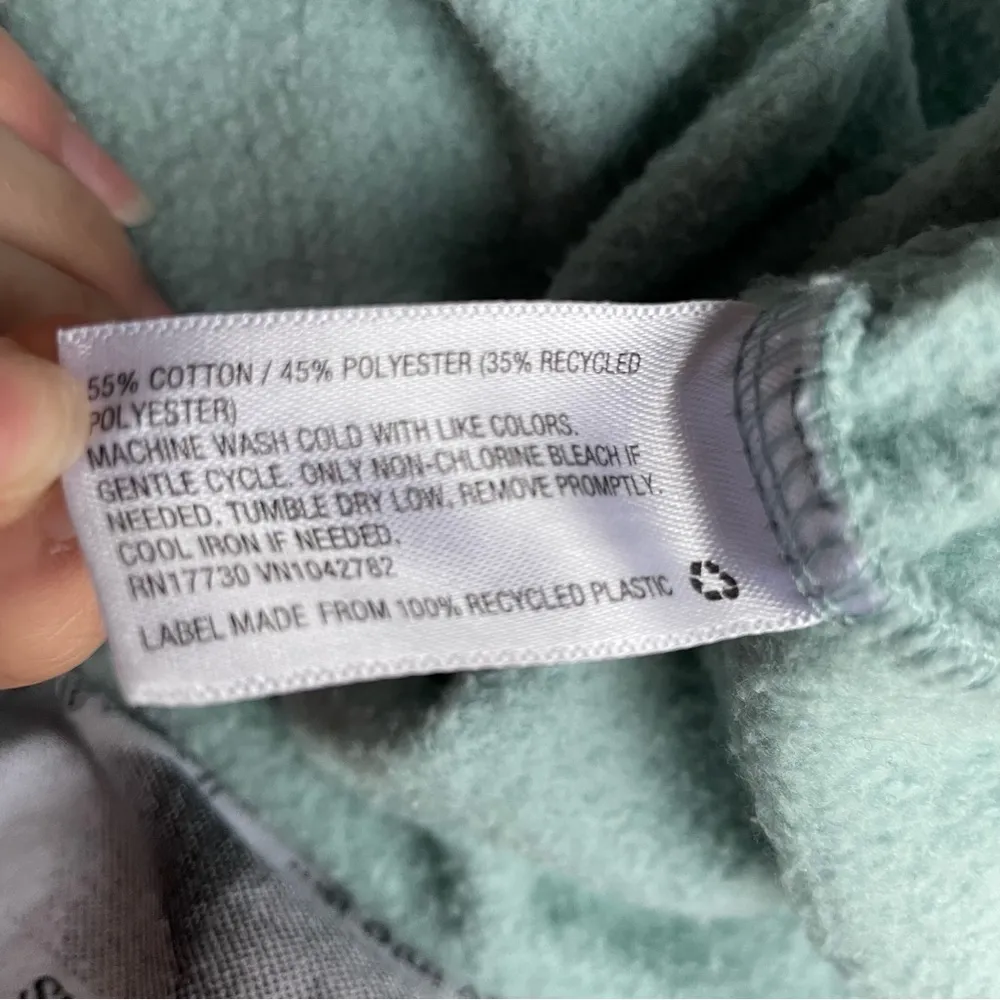 55% COTTON / 45% POLYESTER (35% RECYCLED
POLYESTER)
MACHINE WASH COLD WITH LIKE COLORS.
GENTLE CYCLE. ONLY NON-CHLORINE BLEACH IF
NEEDED. TUMBLE DRY LOW. REMOVE PROMPTLY.
COOL IRON IF NEEDED.
RN17730 VN1042782
LABEL MADE FROM 100% RECYCLED PLASTIC